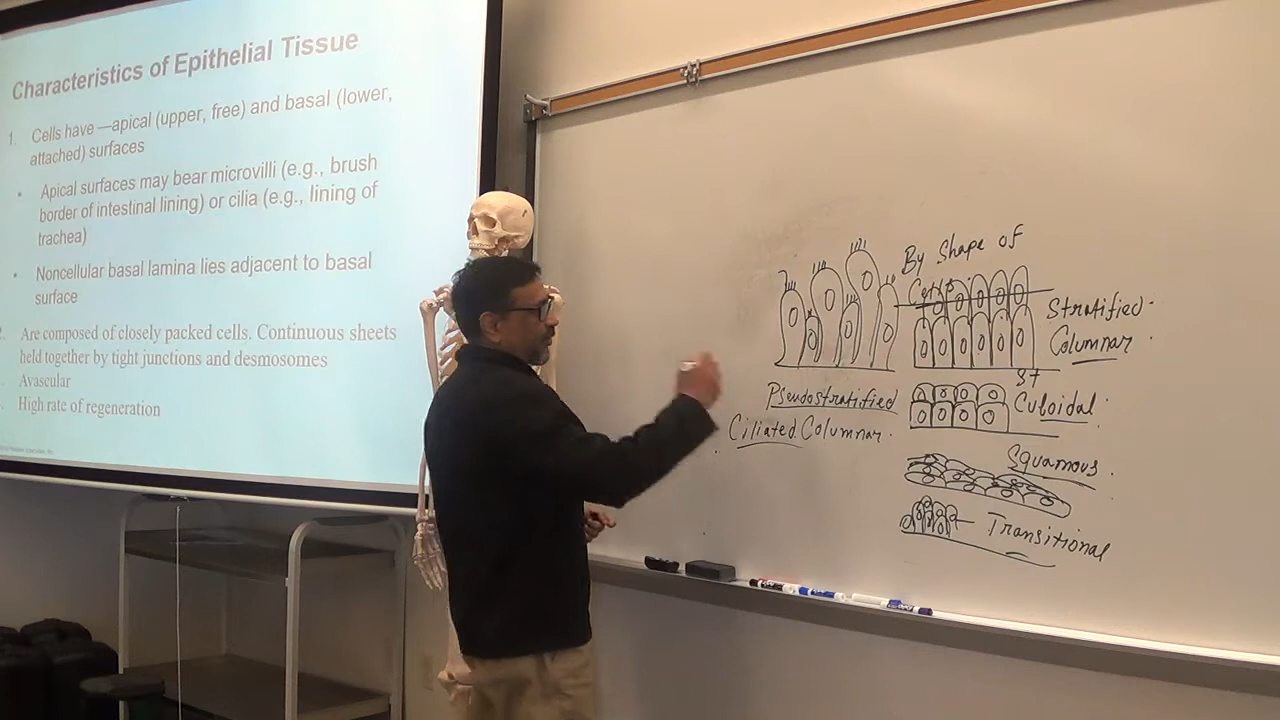 Characteristics of Epithelial Tissue
1. Cells have —apical (upper, free) and basal (lower,
attached) surfaces
• Apical surfaces may bear microvilli (e.g., brush
border of intestinal lining) or cilia (e.g., lining of
trachea)
• Noncellular basal lamina lies adjacent to basal
surface
Are composed of closely packed cells. Continuous sheets
held together by tight junctions and desmosomes
Avascular
High rate of regeneration
By Shape of
Cells.
Stratified
Columnar
Pseudostratified
Ciliated Columnar.
St
Cuboidal
Squamous.
Transitional